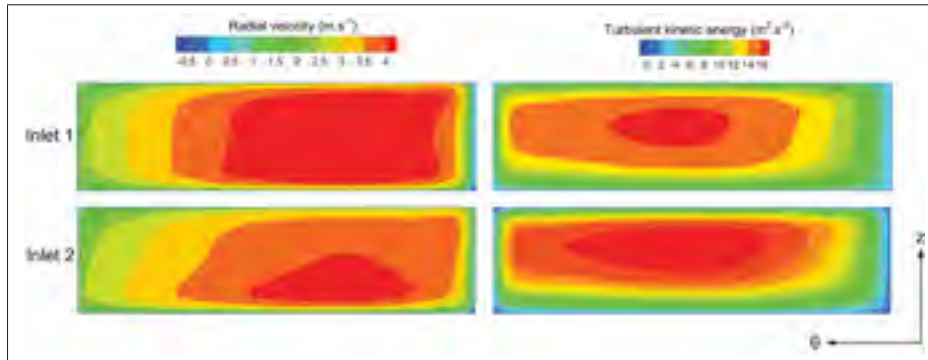 Radial velocity (m.s⁻¹)
-0.5 0 0.5 1 1.5 2 2.5 3 3.5 4
Turbulent kinetic energy (m².s⁻²)
0 2 4 6 8 10 12 14 16
Inlet 1
Inlet 2
z
θ